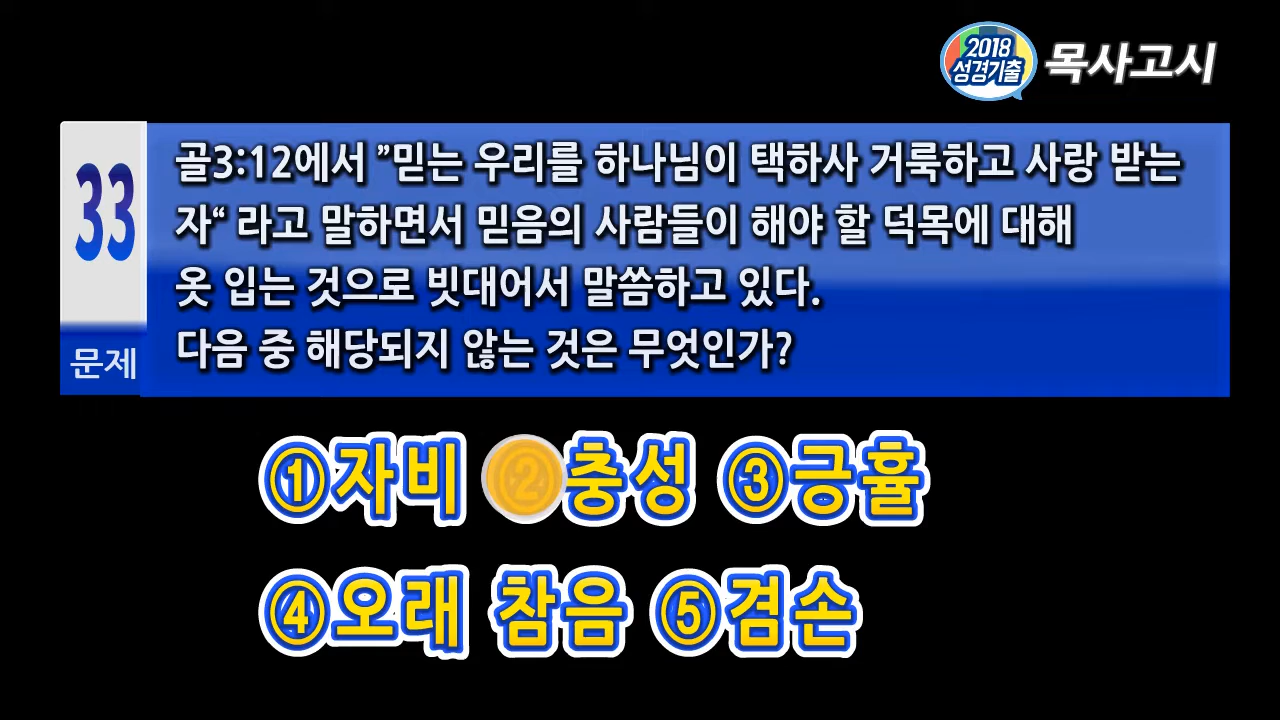 2018
성경기출
목사고시
33
문제
골3:12에서 ”믿는 우리를 하나님이 택하사 거룩하고 사랑 받는
자“ 라고 말하면서 믿음의 사람들이 해야 할 덕목에 대해
옷 입는 것으로 빗대어서 말씀하고 있다.
다음 중 해당되지 않는 것은 무엇인가?
①자비 ②충성 ③긍휼
④오래 참음 ⑤겸손